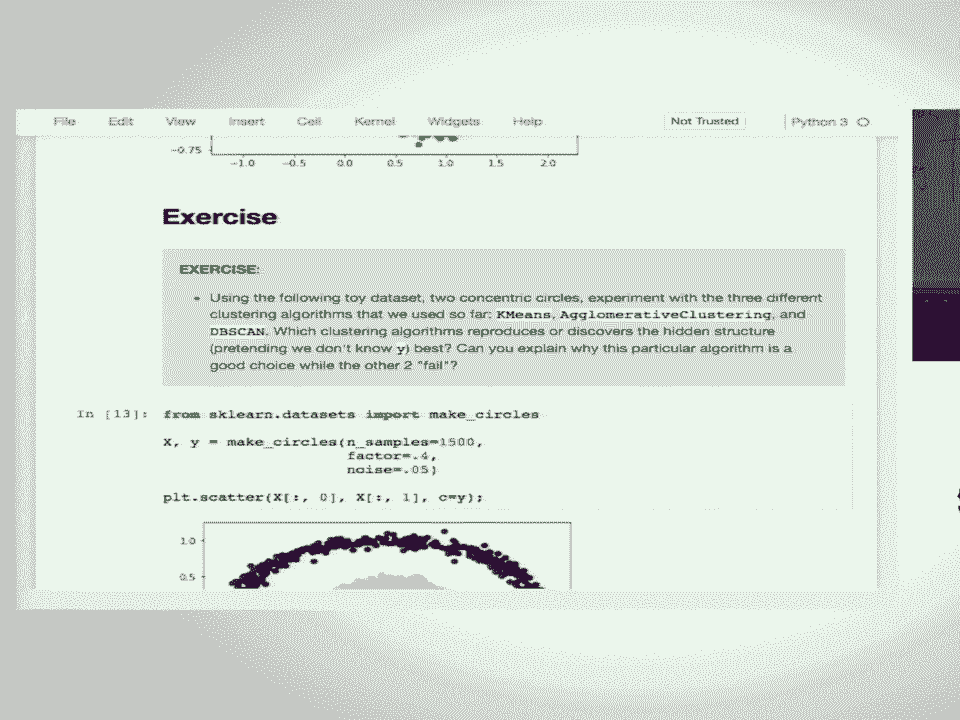 File Edit View Insert Cell Kernel Widgets Help Not Trusted Python 3
−0.75
−1.0 −0.5 0.0 0.5 1.0 1.5 2.0
Exercise
EXERCISE:
• Using the following toy dataset, two concentric circles, experiment with the three different
clustering algorithms that we used so far: KMeans, AgglomerativeClustering, and
DBSCAN. Which clustering algorithms reproduces or discovers the hidden structure
(pretending we don't know y) best? Can you explain why this particular algorithm is a
good choice while the other 2 "fail"?
In [13]: from sklearn.datasets import make_circles
X, y = make_circles(n_samples=1500,
factor=.4,
noise=.05)
plt.scatter(X[:, 0], X[:, 1], c=y);
1.0
0.5